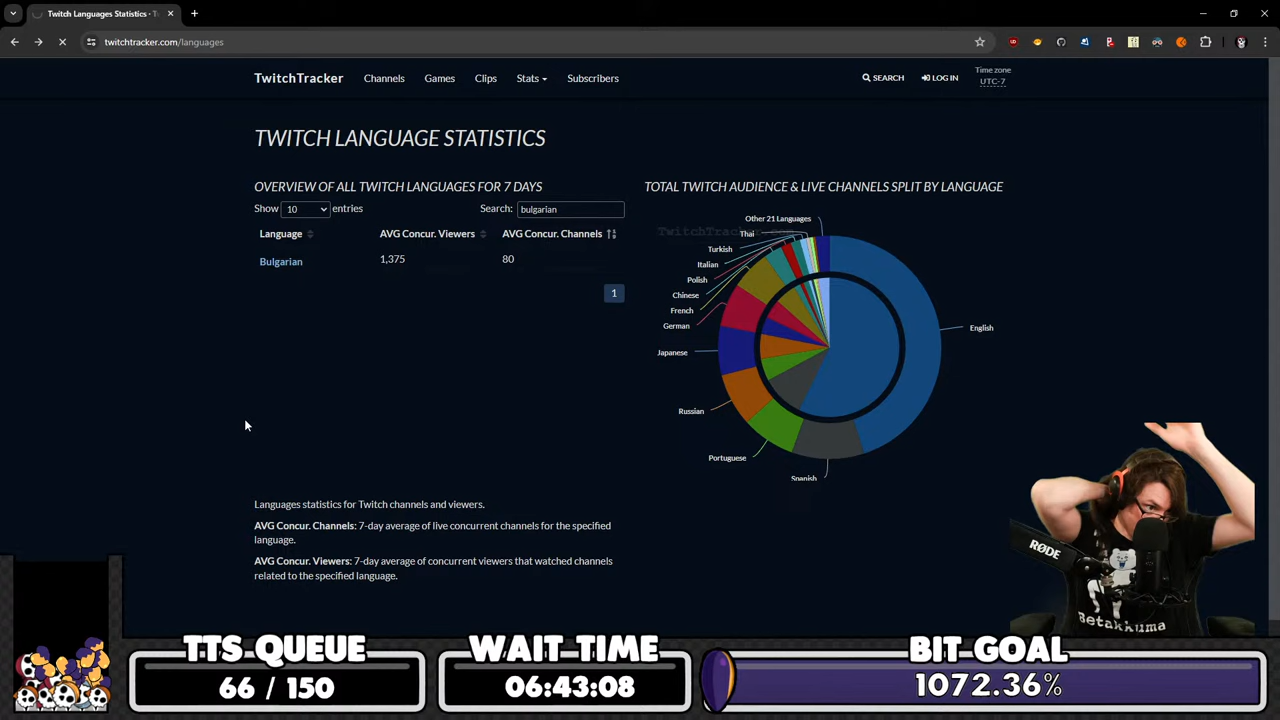 Twitch Languages Statistics · T
twitchtracker.com/languages
TwitchTracker
Channels
Games
Clips
Stats
Subscribers
SEARCH
LOG IN
Time zone
UTC-7
TWITCH LANGUAGE STATISTICS
OVERVIEW OF ALL TWITCH LANGUAGES FOR 7 DAYS
Show 10 entries
Search: bulgarian
Language AVG Concur. Viewers AVG Concur. Channels
Bulgarian 1,375 80
1
TOTAL TWITCH AUDIENCE & LIVE CHANNELS SPLIT BY LANGUAGE
Other 21 Languages
Thai
Turkish
Italian
Polish
Chinese
French
German
English
Japanese
Russian
Portuguese
Spanish
Languages statistics for Twitch channels and viewers.
AVG Concur. Channels: 7-day average of live concurrent channels for the specified
language.
AVG Concur. Viewers: 7-day average of concurrent viewers that watched channels
related to the specified language.
RØDE
Betakkuma
TTS QUEUE
66 / 150
WAIT TIME
06:43:08
BIT GOAL
1072.36%